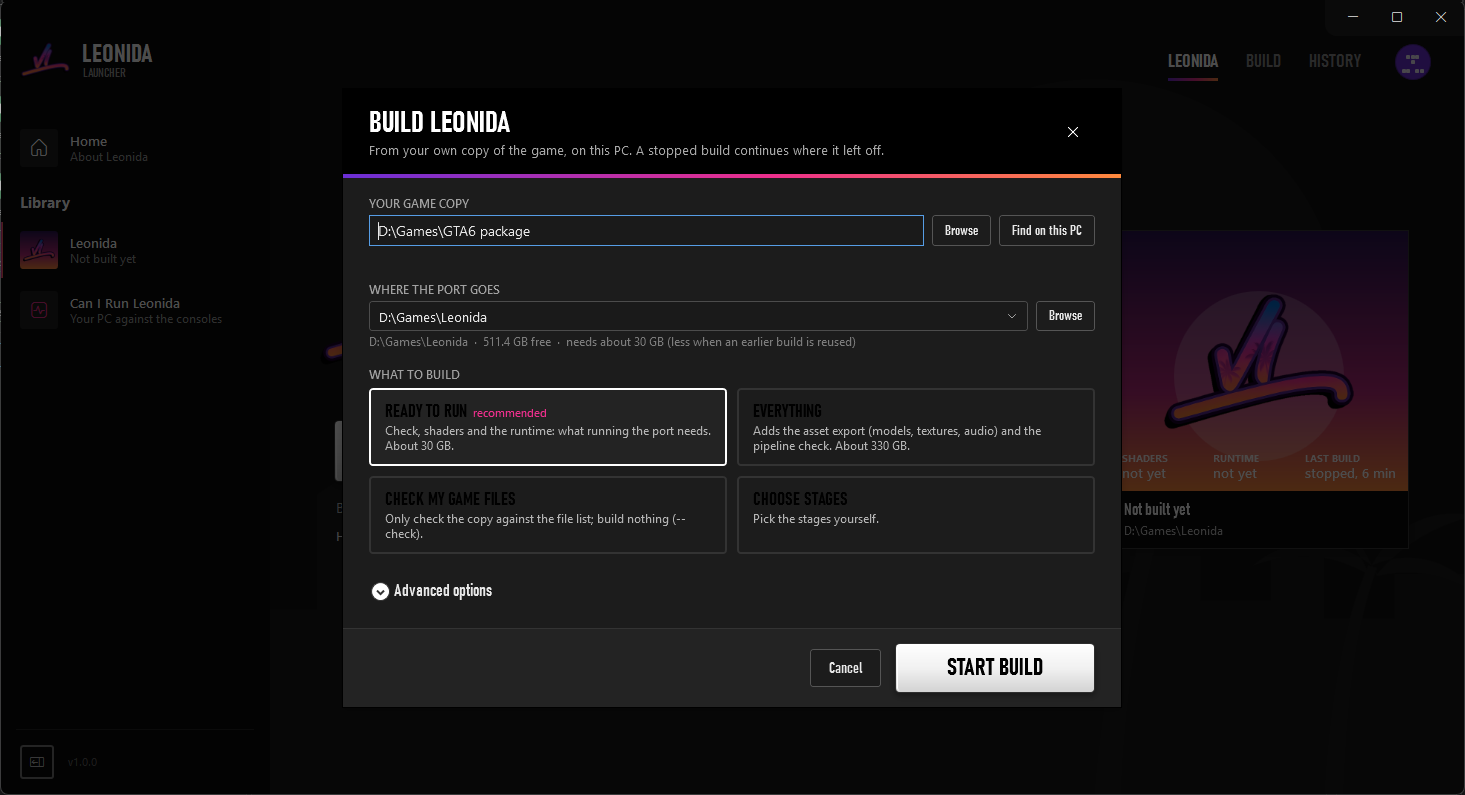 LEONIDA
LAUNCHER
LEONIDA
BUILD
HISTORY
Home
About Leonida
Library
Leonida
Not built yet
Can I Run Leonida
Your PC against the consoles
v1.0.0
BUILD LEONIDA
From your own copy of the game, on this PC. A stopped build continues where it left off.
YOUR GAME COPY
D:\Games\GTA6 package
Browse
Find on this PC
WHERE THE PORT GOES
D:\Games\Leonida
Browse
D:\Games\Leonida · 511.4 GB free · needs about 30 GB (less when an earlier build is reused)
WHAT TO BUILD
READY TO RUN recommended
Check, shaders and the runtime: what running the port needs.
About 30 GB.
EVERYTHING
Adds the asset export (models, textures, audio) and the
pipeline check. About 330 GB.
CHECK MY GAME FILES
Only check the copy against the file list; build nothing (--
check).
CHOOSE STAGES
Pick the stages yourself.
Advanced options
Cancel
START BUILD
SHADERS
not yet
RUNTIME
not yet
LAST BUILD
stopped, 6 min
Not built yet
D:\Games\Leonida